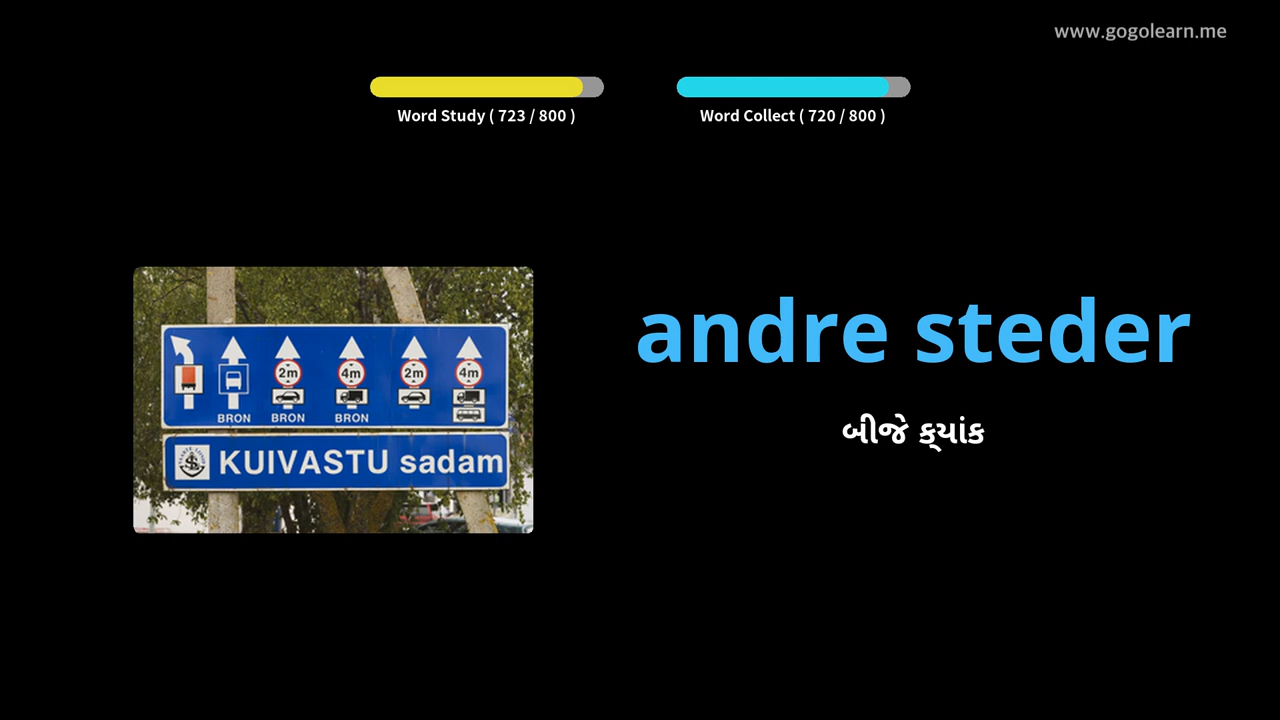 www.gogolearn.me
Word Study ( 723 / 800 )
Word Collect ( 720 / 800 )
andre steder
બીજે ક્યાંક
2m 4m 2m 4m
BRON BRON BRON
KUIVASTU sadam